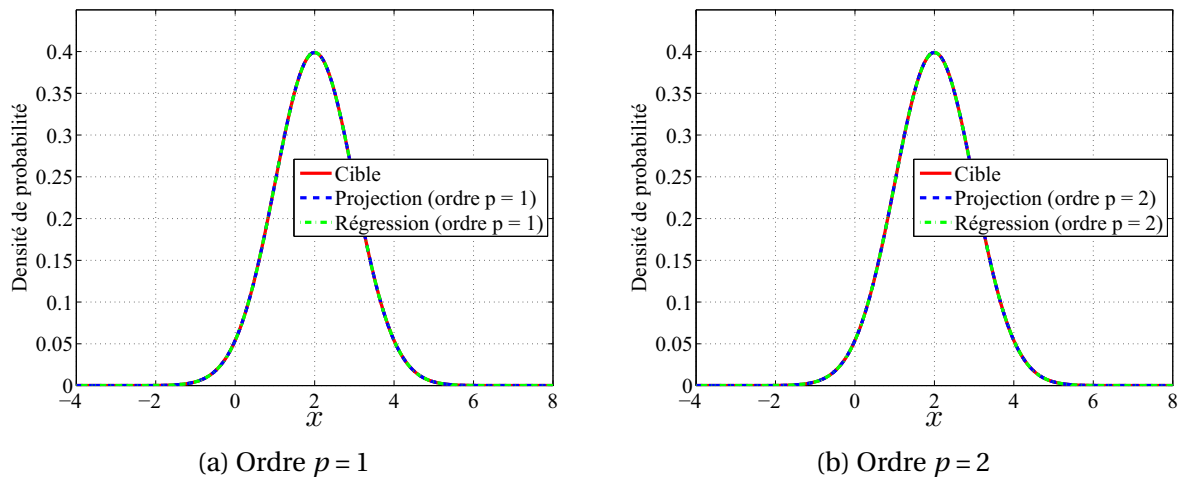 0.4
0.35
0.3
0.25
0.2
0.15
0.1
0.05
0
−4
−2
0
2
4
6
8
x
Densité de probabilité
Cible
Projection (ordre p = 1)
Régression (ordre p = 1)
(a) Ordre p = 1
0.4
0.35
0.3
0.25
0.2
0.15
0.1
0.05
0
−4
−2
0
2
4
6
8
x
Densité de probabilité
Cible
Projection (ordre p = 2)
Régression (ordre p = 2)
(b) Ordre p = 2